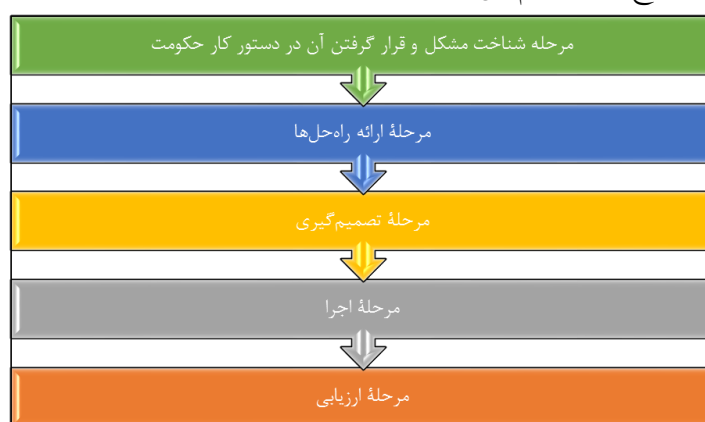 مرحله شناخت مشکل و قرار گرفتن آن در دستور کار حکومت
مرحلهٔ ارائه راه‌حل‌ها
مرحلهٔ تصمیم‌گیری
مرحلهٔ اجرا
مرحلهٔ ارزیابی